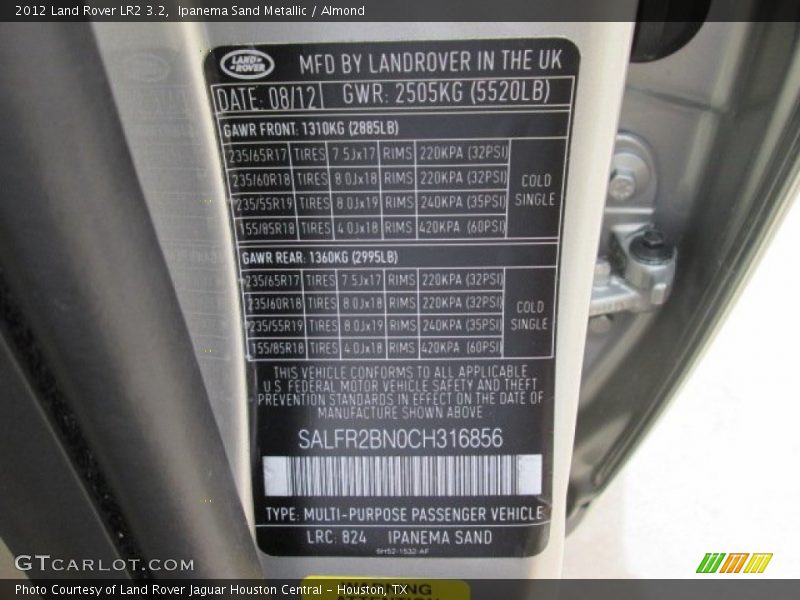 2012 Land Rover LR2 3.2,  Ipanema Sand Metallic / Almond
LAND ROVER MFD BY LANDROVER IN THE UK
DATE: 08/12 GWR: 2505KG (5520LB)
GAWR FRONT: 1310KG (2885LB)
235/65R17 TIRES 7.5Jx17 RIMS 220KPA (32PSI)
235/60R18 TIRES 8.0Jx18 RIMS 220KPA (32PSI)
COLD
SINGLE
235/55R19 TIRES 8.0Jx19 RIMS 240KPA (35PSI)
155/85R18 TIRES 4.0Jx18 RIMS 420KPA (60PSI)
GAWR REAR: 1360KG (2995LB)
235/65R17 TIRES 7.5Jx17 RIMS 220KPA (32PSI)
235/60R18 TIRES 8.0Jx18 RIMS 220KPA (32PSI)
COLD
SINGLE
235/55R19 TIRES 8.0Jx19 RIMS 240KPA (35PSI)
155/85R18 TIRES 4.0Jx18 RIMS 420KPA (60PSI)
THIS VEHICLE CONFORMS TO ALL APPLICABLE
U.S. FEDERAL MOTOR VEHICLE SAFETY AND THEFT
PREVENTION STANDARDS IN EFFECT ON THE DATE OF
MANUFACTURE SHOWN ABOVE
SALFR2BN0CH316856
TYPE: MULTI-PURPOSE PASSENGER VEHICLE
LRC: 824 IPANEMA SAND
6H52-1532-AF
GTCARLOT.COM
WARNING
Photo Courtesy of Land Rover Jaguar Houston Central - Houston, TX